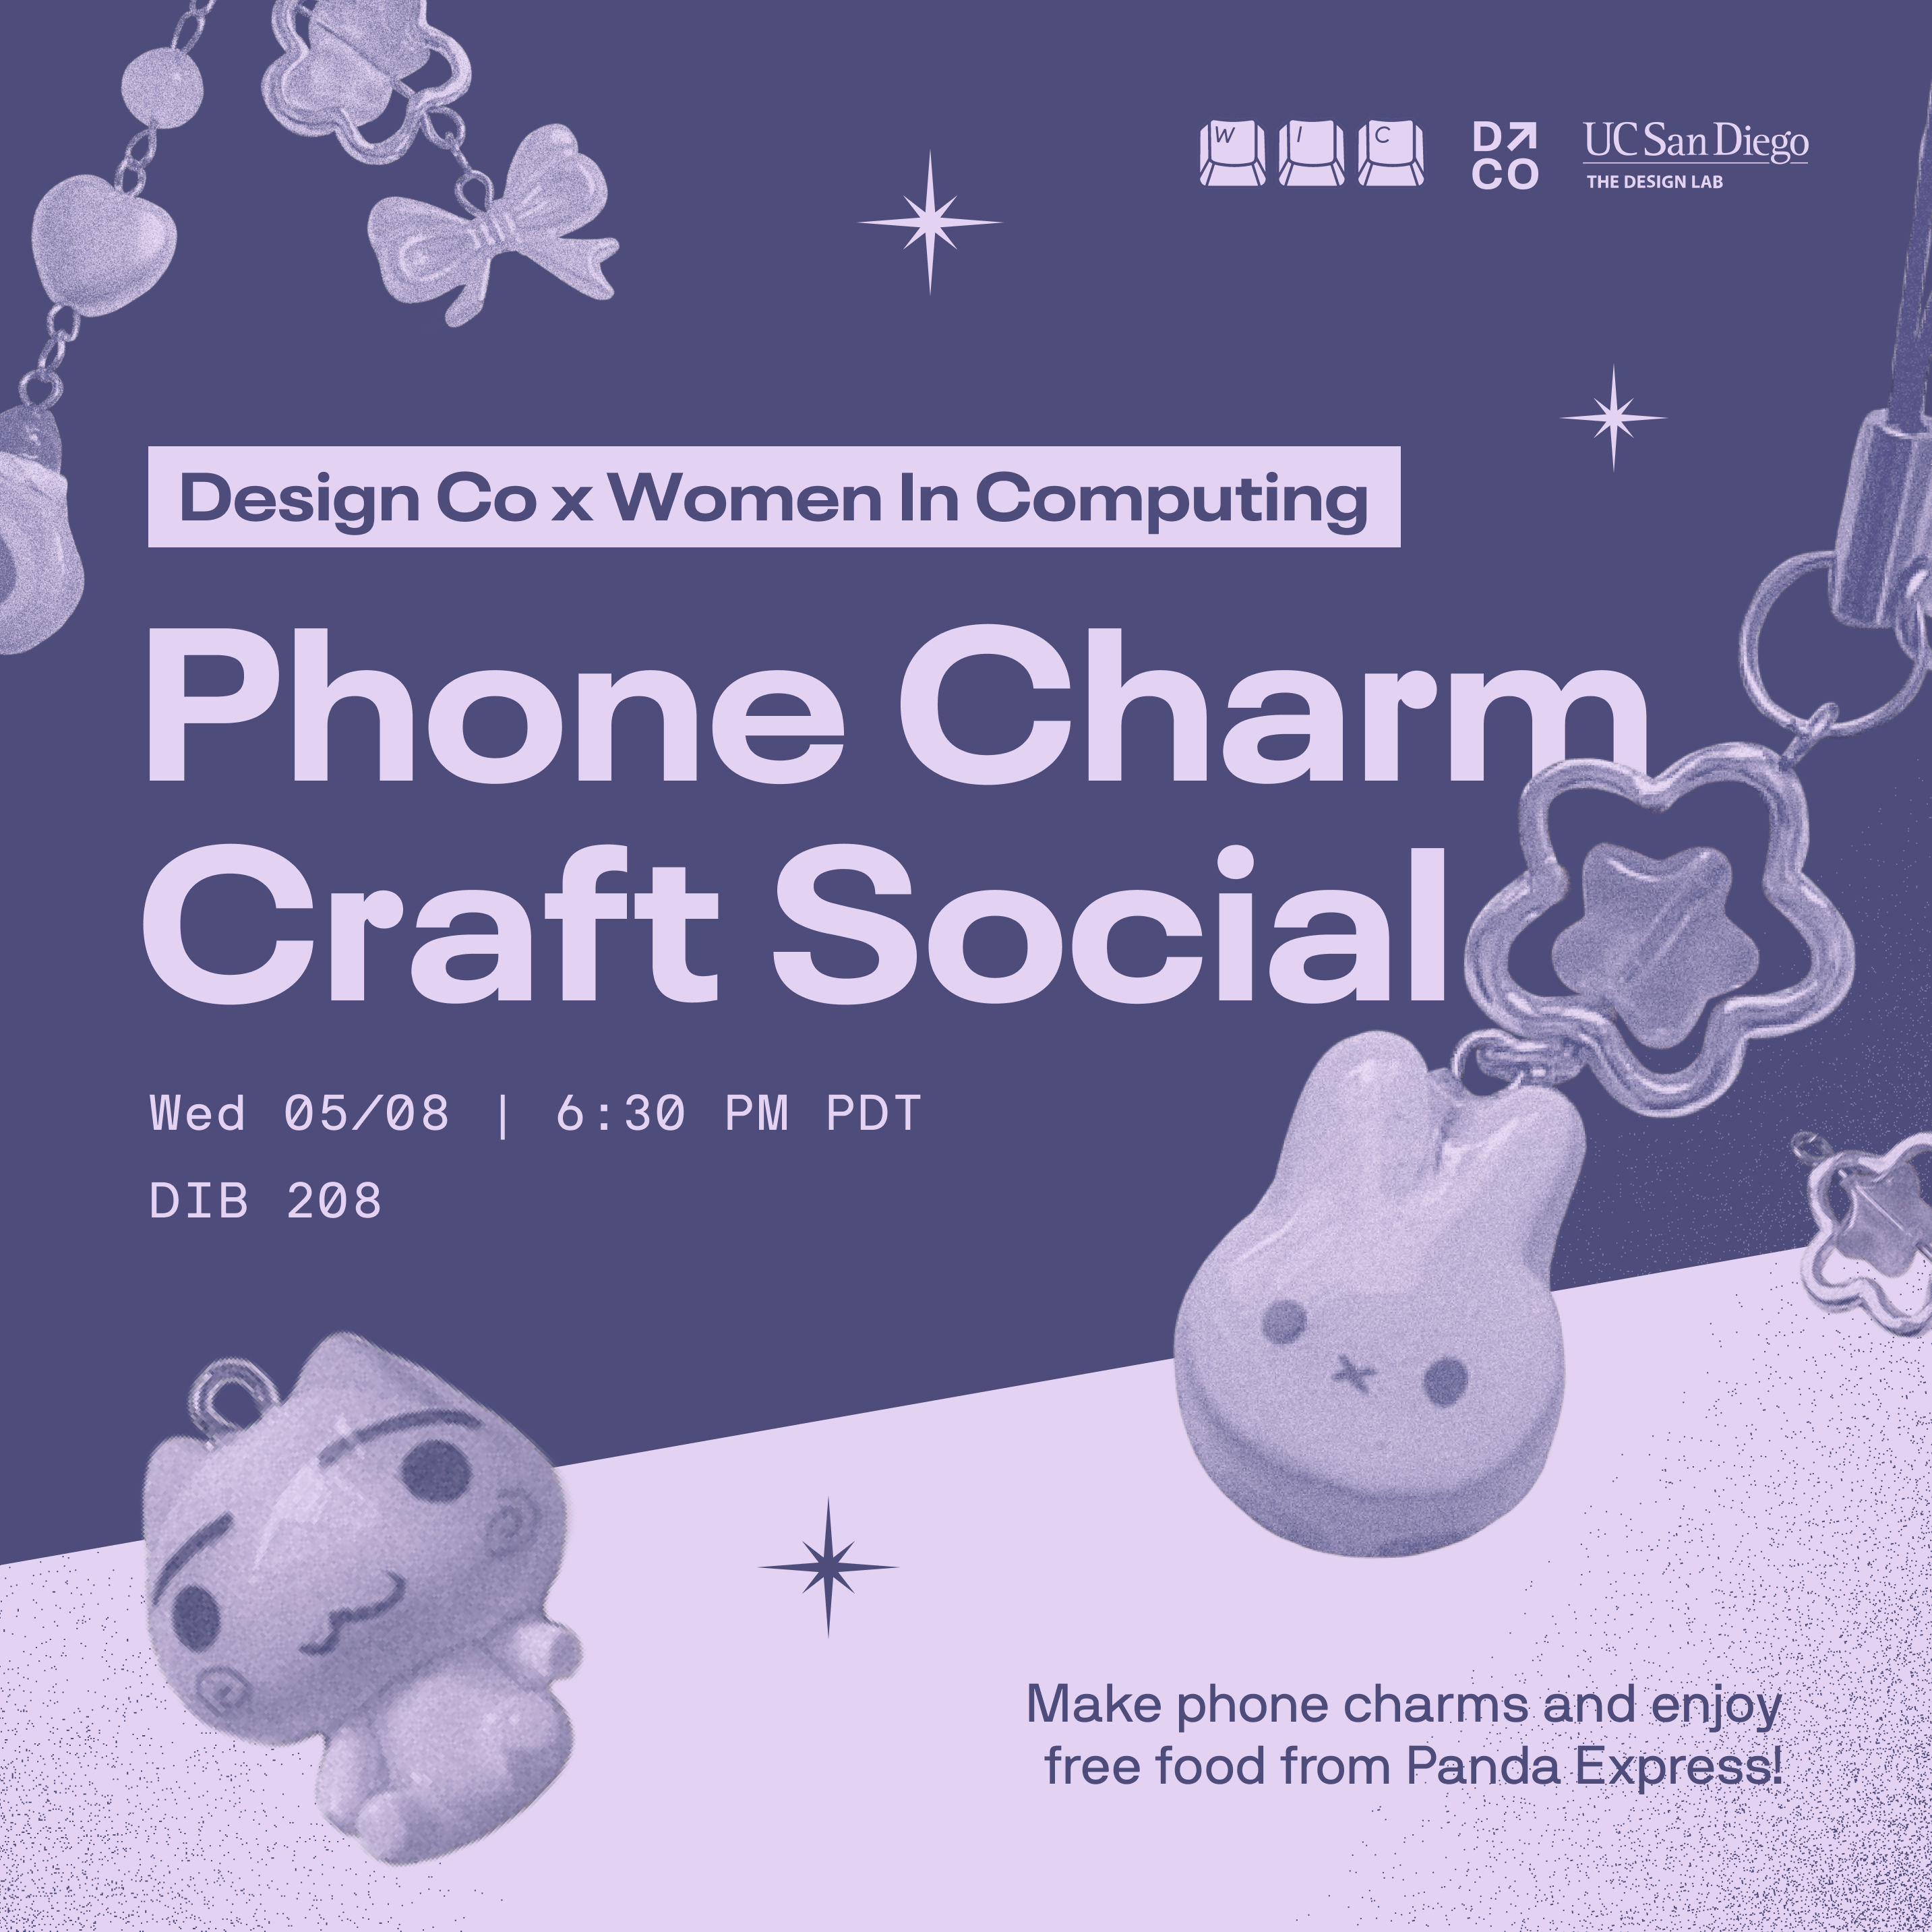 W I C
D↗
CO
UC San Diego
THE DESIGN LAB
Design Co x Women In Computing
Phone Charm
Craft Social
Wed 05/08 | 6:30 PM PDT
DIB 208
Make phone charms and enjoy
free food from Panda Express!